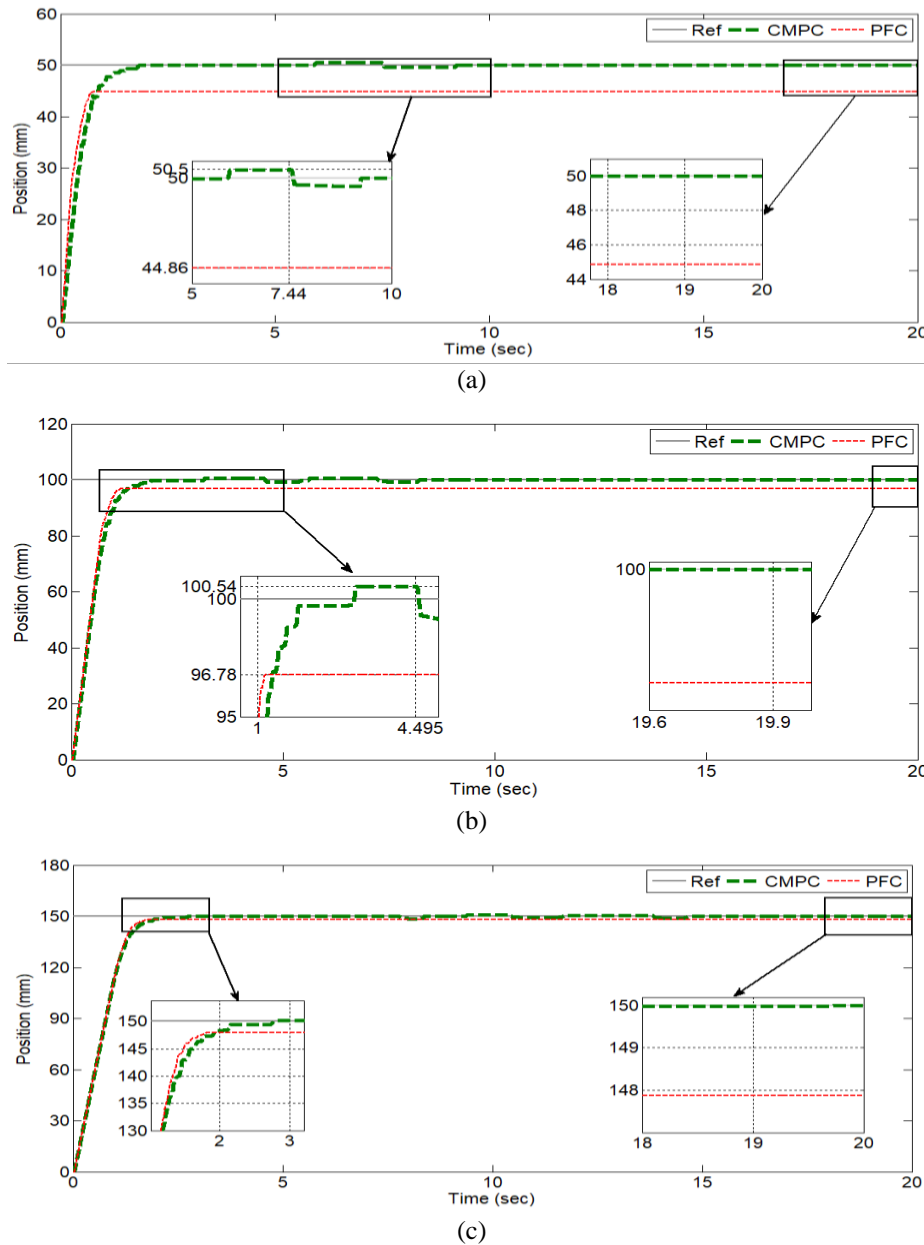 60
50
40
30
20
10
0
Position (mm)
Ref CMPC PFC
50.5
50
44.86
5 7.44 10
50
48
46
44
18 19 20
0 5 10 15 20
Time (sec)
(a)
120
100
80
60
40
20
0
Position (mm)
Ref CMPC PFC
100.54
100
96.78
95
1 4.495
100
19.6 19.9
0 5 10 15 20
Time (sec)
(b)
180
150
120
90
60
30
0
Position (mm)
Ref CMPC PFC
150
145
140
135
130
2 3
150
149
148
18 19 20
0 5 10 15 20
Time (sec)
(c)